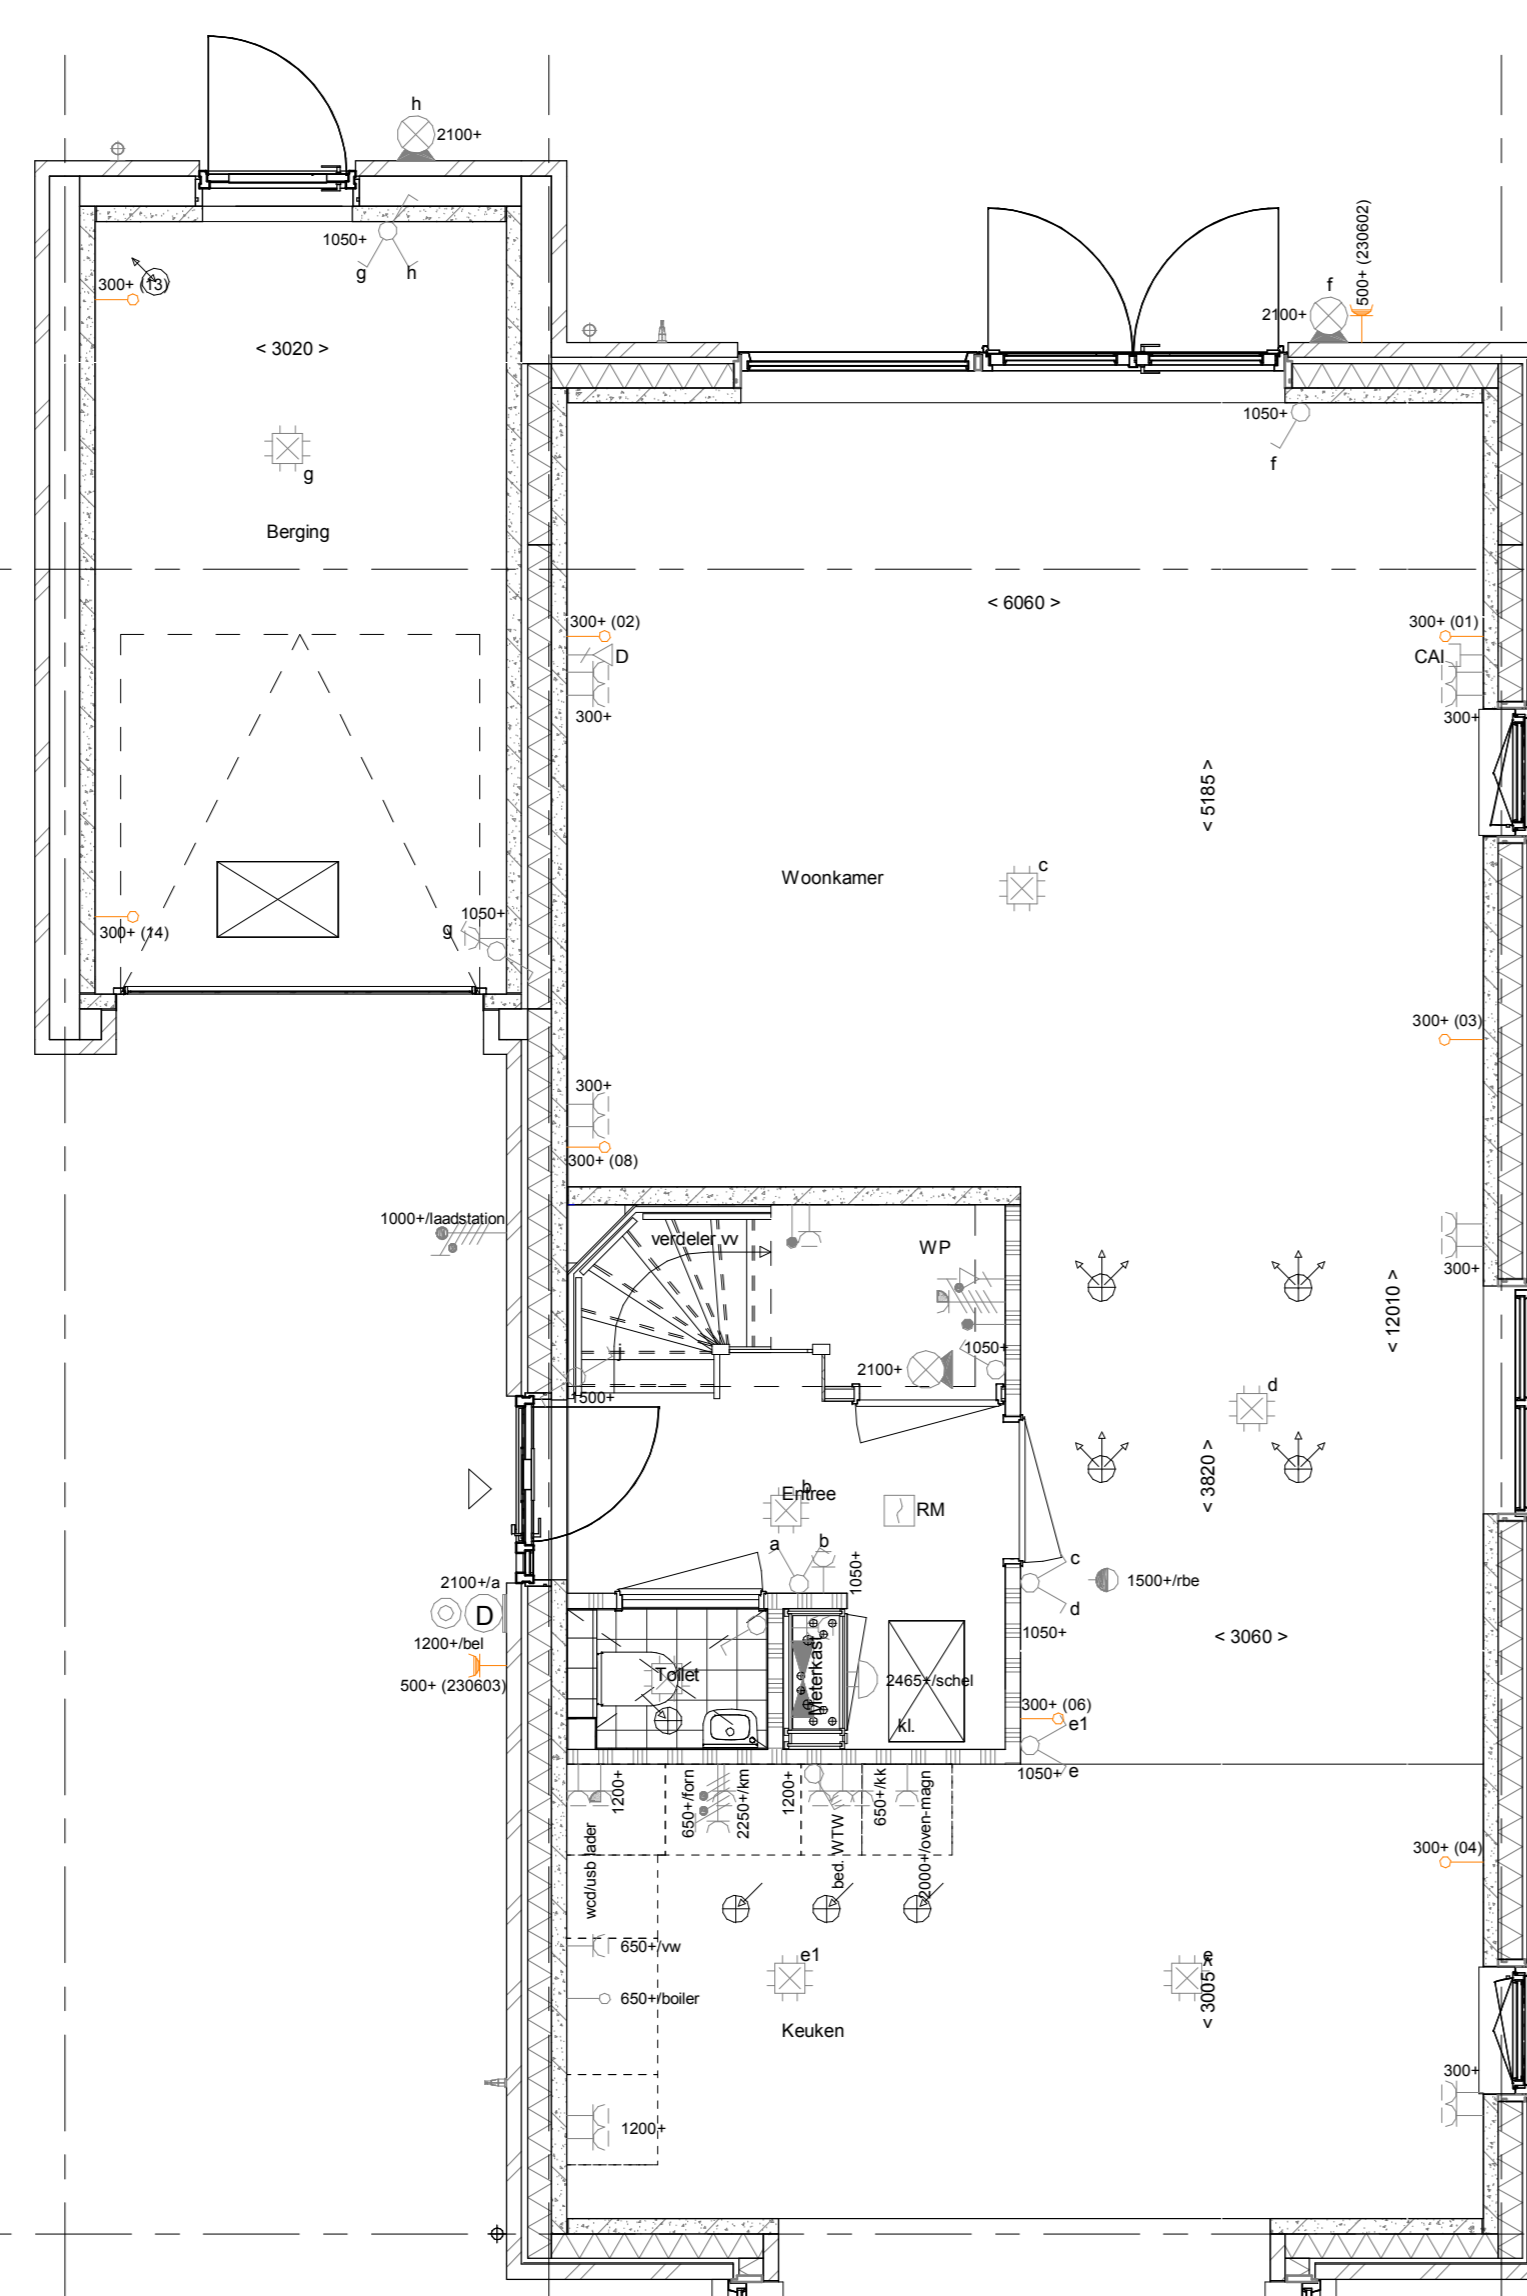 h
2100+
1050+
g
h
300+ (13)
< 3020 >
g
Berging
300+ (14)
1050+
g
f
2100+
500+ (230602)
1050+
f
< 6060 >
300+ (02)
D
300+
300+ (01)
CAI
300+
< 5185 >
Woonkamer
c
300+ (03)
300+
300+ (08)
1000+/laadstation
verdeler vv
WP
300+
< 12010 >
j
1500+
2100+
1050+
d
< 3820 >
b
Entree
RM
a
b
1050+
c
d
1050+
1500+/rbe
2100+/a
D
1200+/bel
500+ (230603)
< 3060 >
Toilet
Meterkast
2465+/schel
kl.
300+ (06)
e1
1050+
e
1200+
650+/forn
2250+/km
1200+
650+/kk
wcd/usb lader
bed. WTW
2000+/oven-magn
300+ (04)
650+/vw
e1
e
650+/boiler
< 3005 >
Keuken
300+
1200+